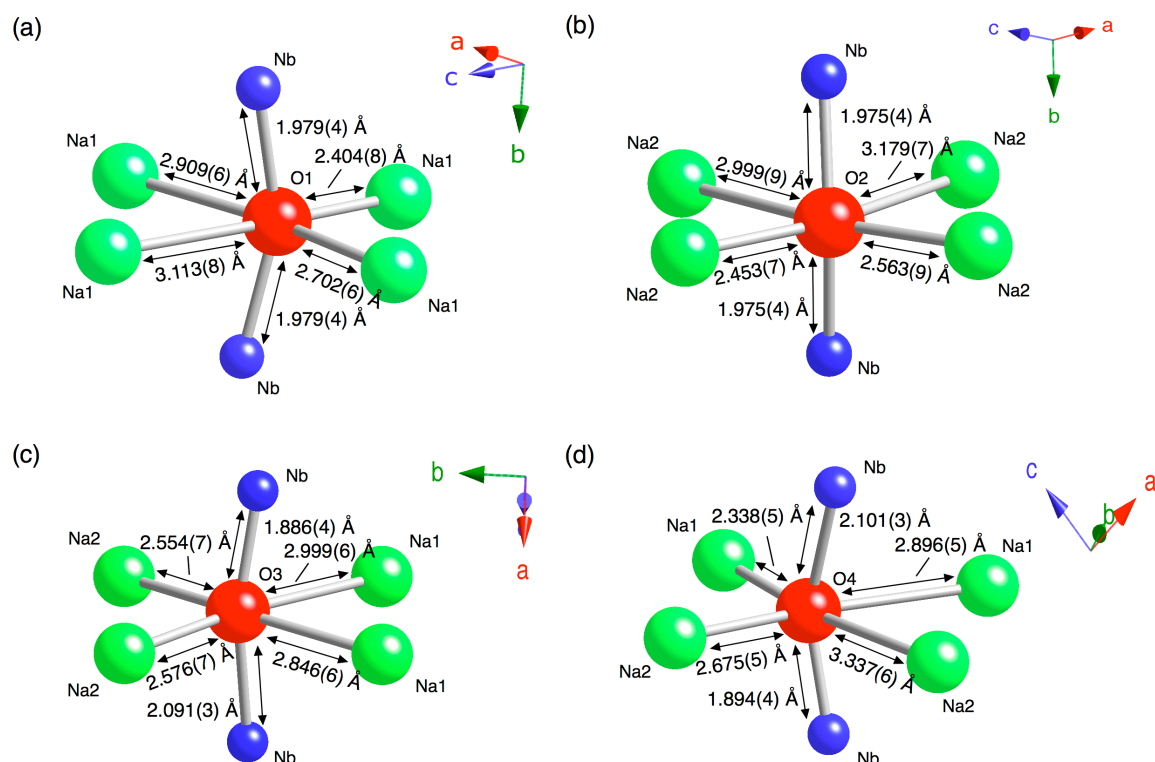 (a)
Nb
a
c
b
1.979(4) Å
2.404(8) Å
Na1
2.909(6) Å
O1
Na1
Na1
3.113(8) Å
2.702(6) Å
Na1
1.979(4) Å
Nb
(b)
Nb
c
a
b
1.975(4) Å
3.179(7) Å
Na2
Na2
2.999(9) Å
O2
Na2
2.453(7) Å
2.563(9) Å
Na2
1.975(4) Å
Nb
(c)
Nb
b
a
1.886(4) Å
2.999(6) Å
Na2
2.554(7) Å
O3
Na1
Na2
2.576(7) Å
2.846(6) Å
Na1
2.091(3) Å
Nb
(d)
Nb
c
b
a
Na1
2.338(5) Å
2.101(3) Å
2.896(5) Å
Na1
O4
Na2
2.675(5) Å
3.337(6) Å
Na2
1.894(4) Å
Nb